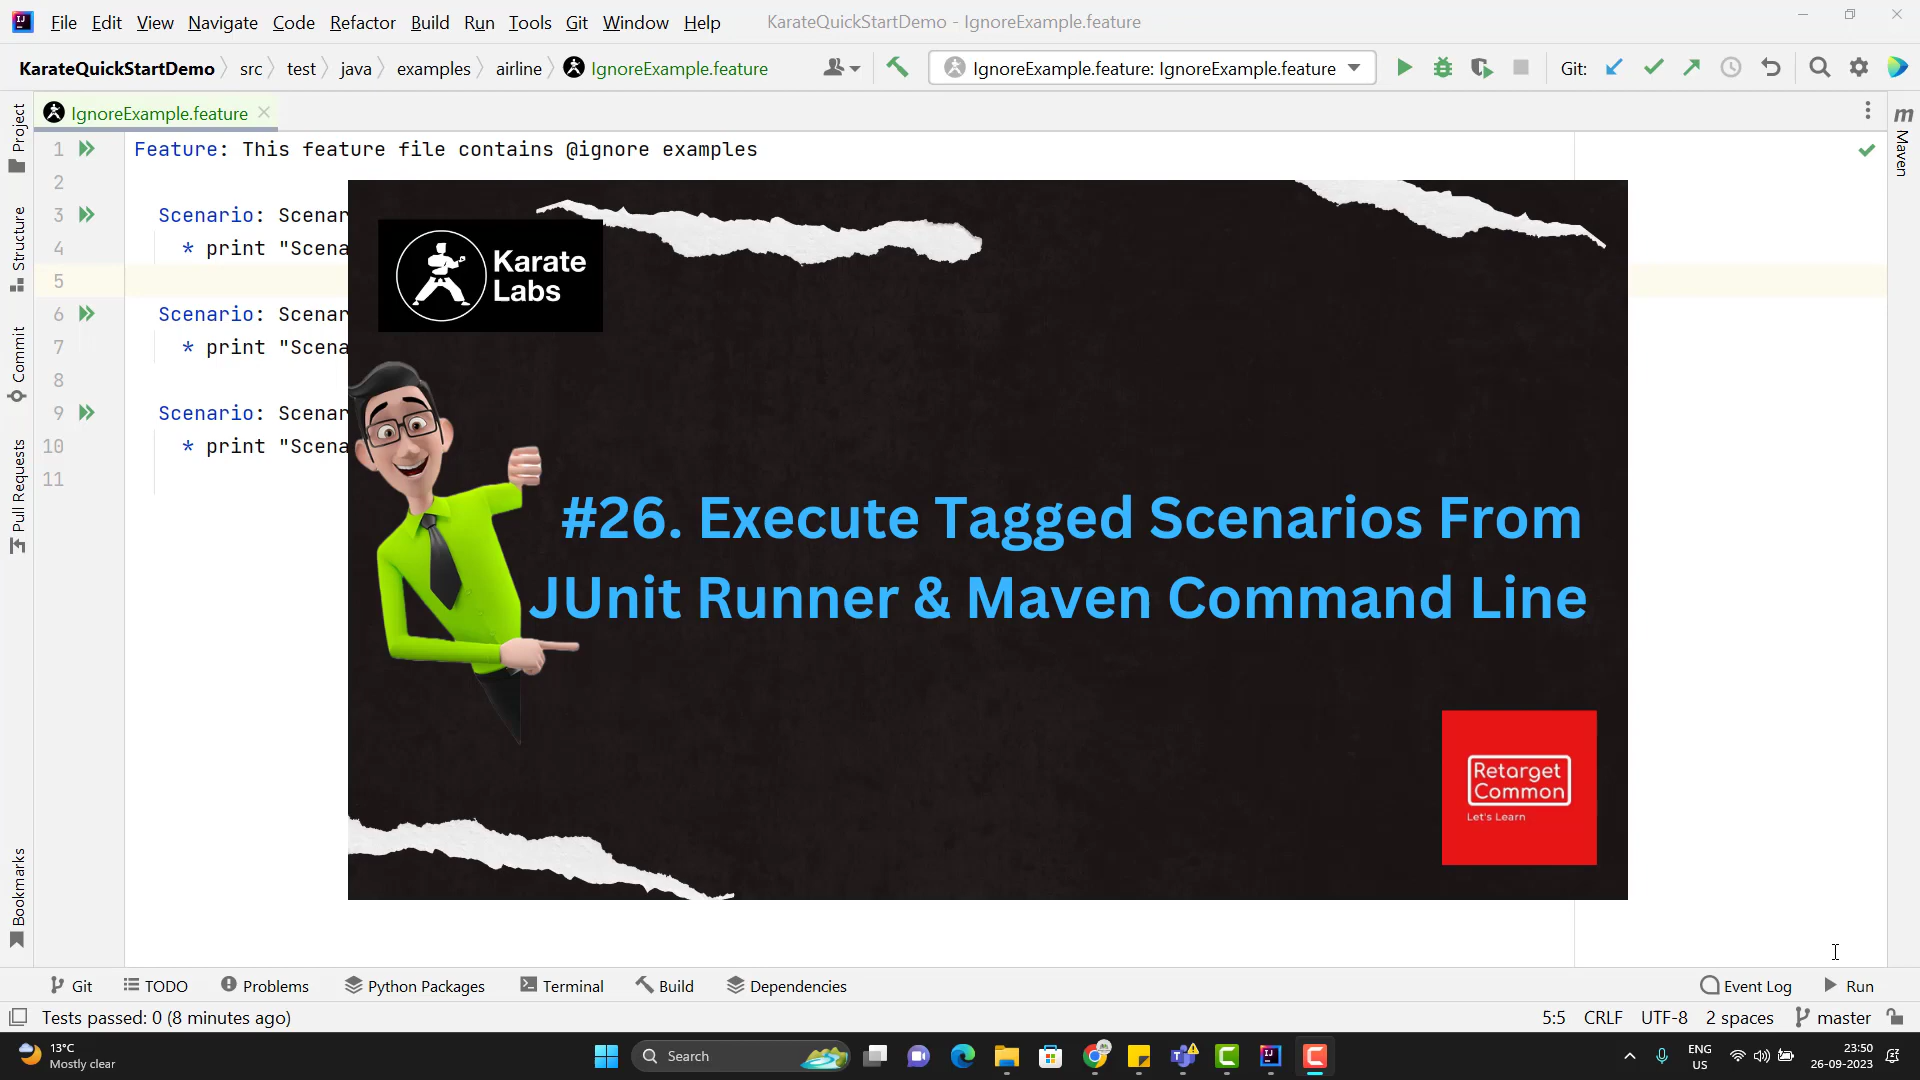 File Edit View Navigate Code Refactor Build Run Tools Git Window Help KarateQuickStartDemo - IgnoreExample.feature
KarateQuickStartDemo src test java examples airline IgnoreExample.feature IgnoreExample.feature: IgnoreExample.feature Git:
IgnoreExample.feature
Project
Structure
Commit
Pull Requests
Bookmarks
m
Maven
1 Feature: This feature file contains @ignore examples
2
3 Scenario: Scenar
4 * print "Scena
5
6 Scenario: Scenar
7 * print "Scena
8
9 Scenario: Scenar
10 * print "Scena
11
Karate
Labs
#26. Execute Tagged Scenarios From
JUnit Runner & Maven Command Line
Retarget
Common
Let's Learn
Git TODO Problems Python Packages Terminal Build Dependencies Event Log Run
Tests passed: 0 (8 minutes ago) 5:5 CRLF UTF-8 2 spaces master
13°C
Mostly clear
Search
ENG
US
23:50
26-09-2023